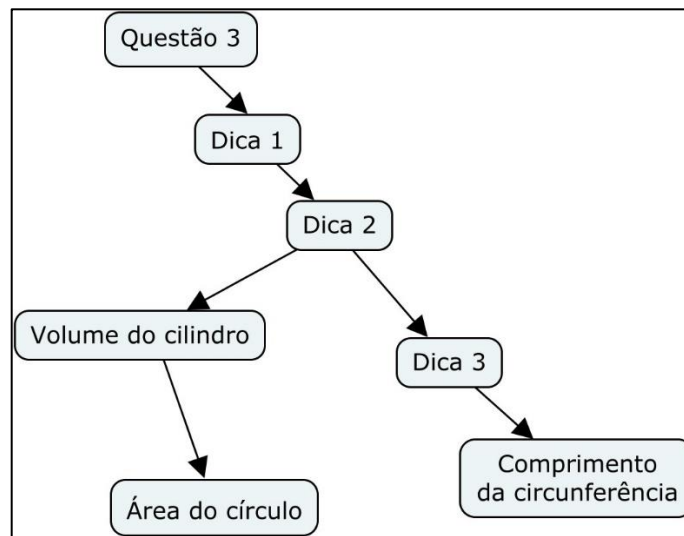 Questão 3
Dica 1
Dica 2
Volume do cilindro
Dica 3
Comprimento
da circunferência
Área do círculo